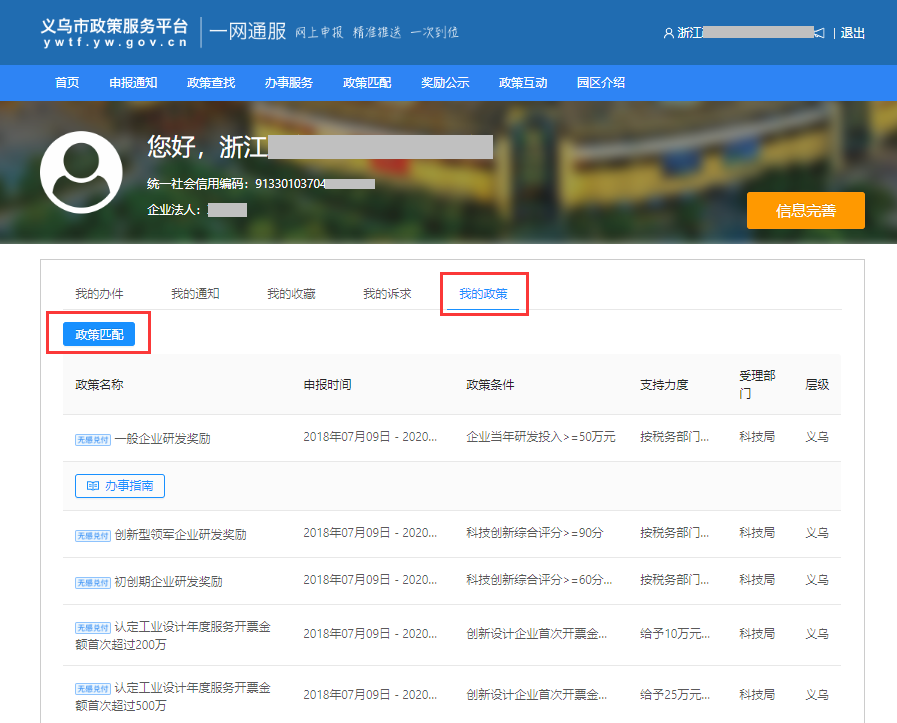 义乌市政策服务平台
ywtf.yw.gov.cn
一网通服
网上申报 精准推送 一次到位
浙江
退出
首页 申报通知 政策查找 办事服务 政策匹配 奖励公示 政策互动 园区介绍
您好，浙江
统一社会信用编码：91330103704
企业法人：
信息完善
我的办件 我的通知 我的收藏 我的诉求 我的政策
政策匹配
政策名称 申报时间 政策条件 支持力度 受理部门 层级
无感兑付 一般企业研发奖励 2018年07月09日 - 2020... 企业当年研发投入>=50万元 按税务部门... 科技局 义乌
办事指南
无感兑付 创新型领军企业研发奖励 2018年07月09日 - 2020... 科技创新综合评分>=90分 按税务部门... 科技局 义乌
无感兑付 初创期企业研发奖励 2018年07月09日 - 2020... 科技创新综合评分>=60分... 按税务部门... 科技局 义乌
无感兑付 认定工业设计年度服务开票金
额首次超过200万 2018年07月09日 - 2020... 创新设计企业首次开票金... 给予10万元... 科技局 义乌
无感兑付 认定工业设计年度服务开票金
额首次超过500万 2018年07月09日 - 2020... 创新设计企业首次开票金... 给予25万元... 科技局 义乌